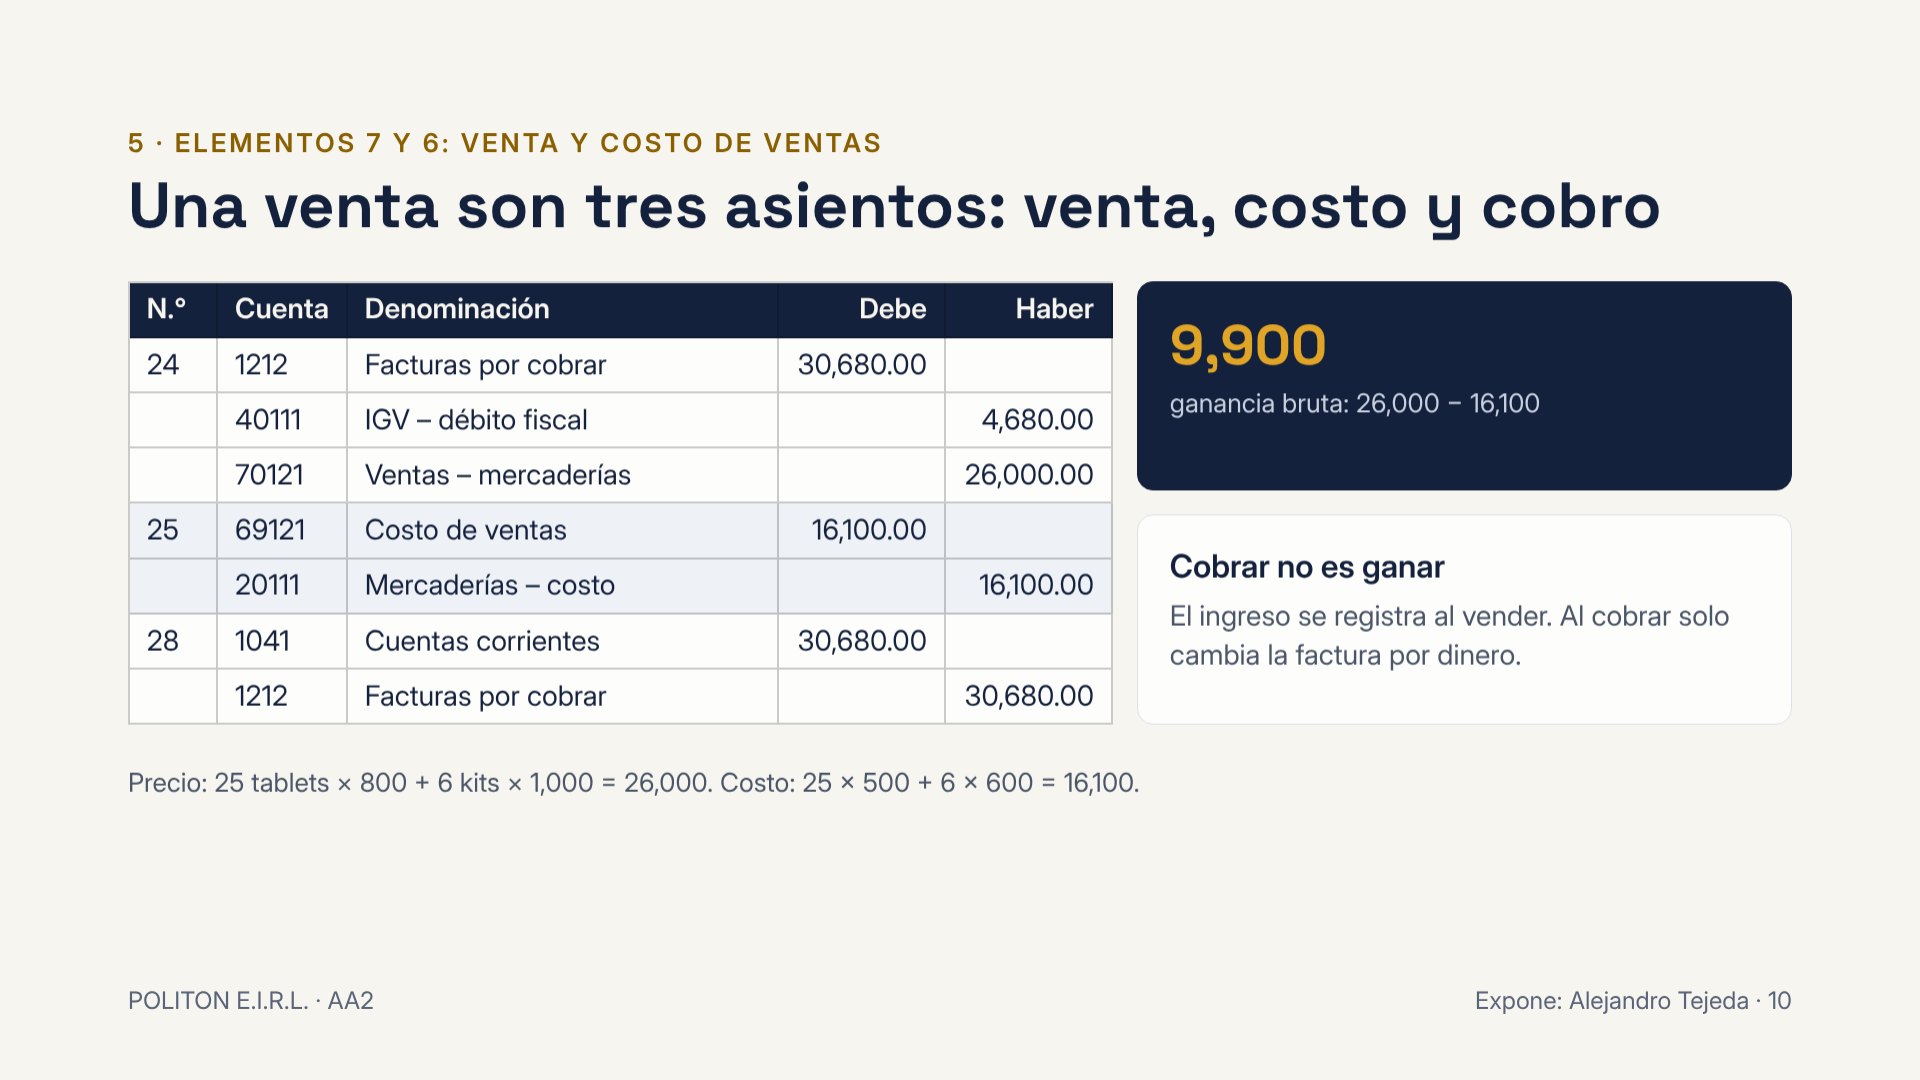 5 · ELEMENTOS 7 Y 6: VENTA Y COSTO DE VENTAS
Una venta son tres asientos: venta, costo y cobro
N.° Cuenta Denominación Debe Haber
24 1212 Facturas por cobrar 30,680.00
40111 IGV – débito fiscal 4,680.00
70121 Ventas – mercaderías 26,000.00
25 69121 Costo de ventas 16,100.00
20111 Mercaderías – costo 16,100.00
28 1041 Cuentas corrientes 30,680.00
1212 Facturas por cobrar 30,680.00
9,900
ganancia bruta: 26,000 − 16,100
Cobrar no es ganar
El ingreso se registra al vender. Al cobrar solo
cambia la factura por dinero.
Precio: 25 tablets × 800 + 6 kits × 1,000 = 26,000. Costo: 25 × 500 + 6 × 600 = 16,100.
POLITON E.I.R.L. · AA2
Expone: Alejandro Tejeda · 10